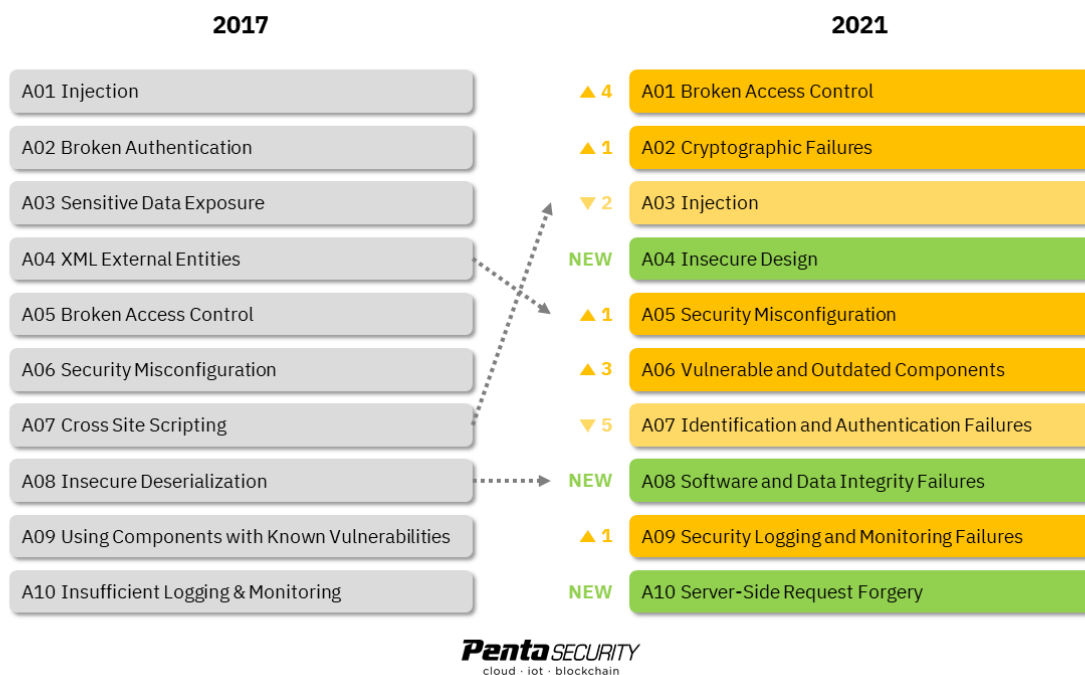 2017
2021
A01 Injection
▲ 4
A01 Broken Access Control
A02 Broken Authentication
▲ 1
A02 Cryptographic Failures
A03 Sensitive Data Exposure
▼ 2
A03 Injection
A04 XML External Entities
NEW
A04 Insecure Design
A05 Broken Access Control
▲ 1
A05 Security Misconfiguration
A06 Security Misconfiguration
▲ 3
A06 Vulnerable and Outdated Components
A07 Cross Site Scripting
▼ 5
A07 Identification and Authentication Failures
A08 Insecure Deserialization
NEW
A08 Software and Data Integrity Failures
A09 Using Components with Known Vulnerabilities
▲ 1
A09 Security Logging and Monitoring Failures
A10 Insufficient Logging & Monitoring
NEW
A10 Server-Side Request Forgery
Penta SECURITY
cloud · iot · blockchain